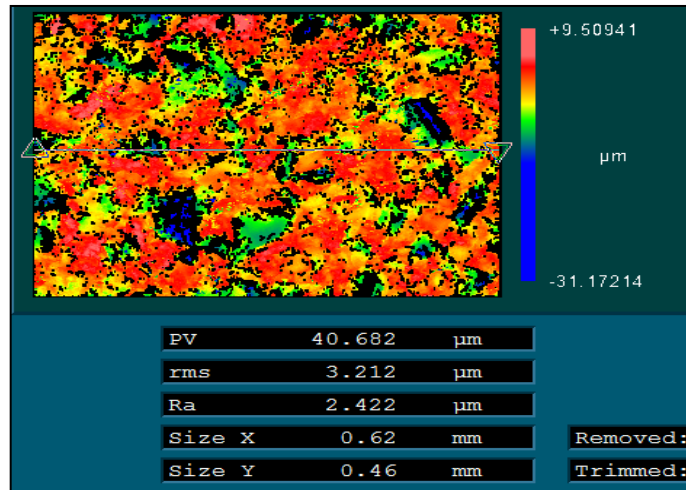 +9.50941
µm
-31.17214
PV 40.682 µm
rms 3.212 µm
Ra 2.422 µm
Size X 0.62 mm Removed:
Size Y 0.46 mm Trimmed: